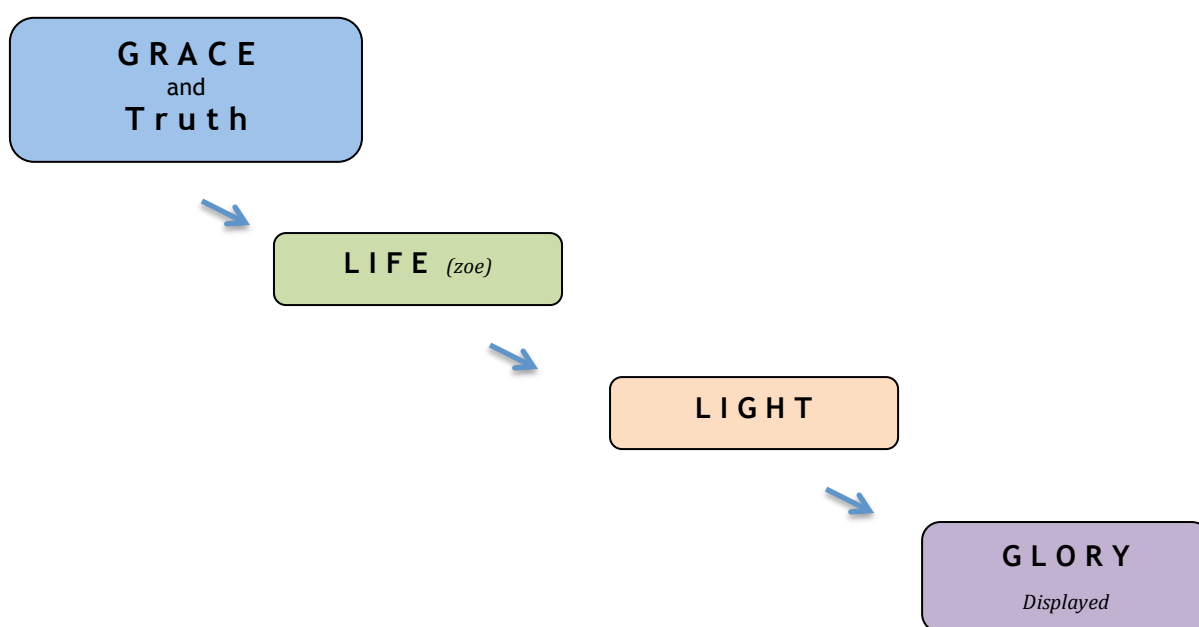 GRACE
and
Truth
LIFE (zoe)
LIGHT
GLORY
Displayed